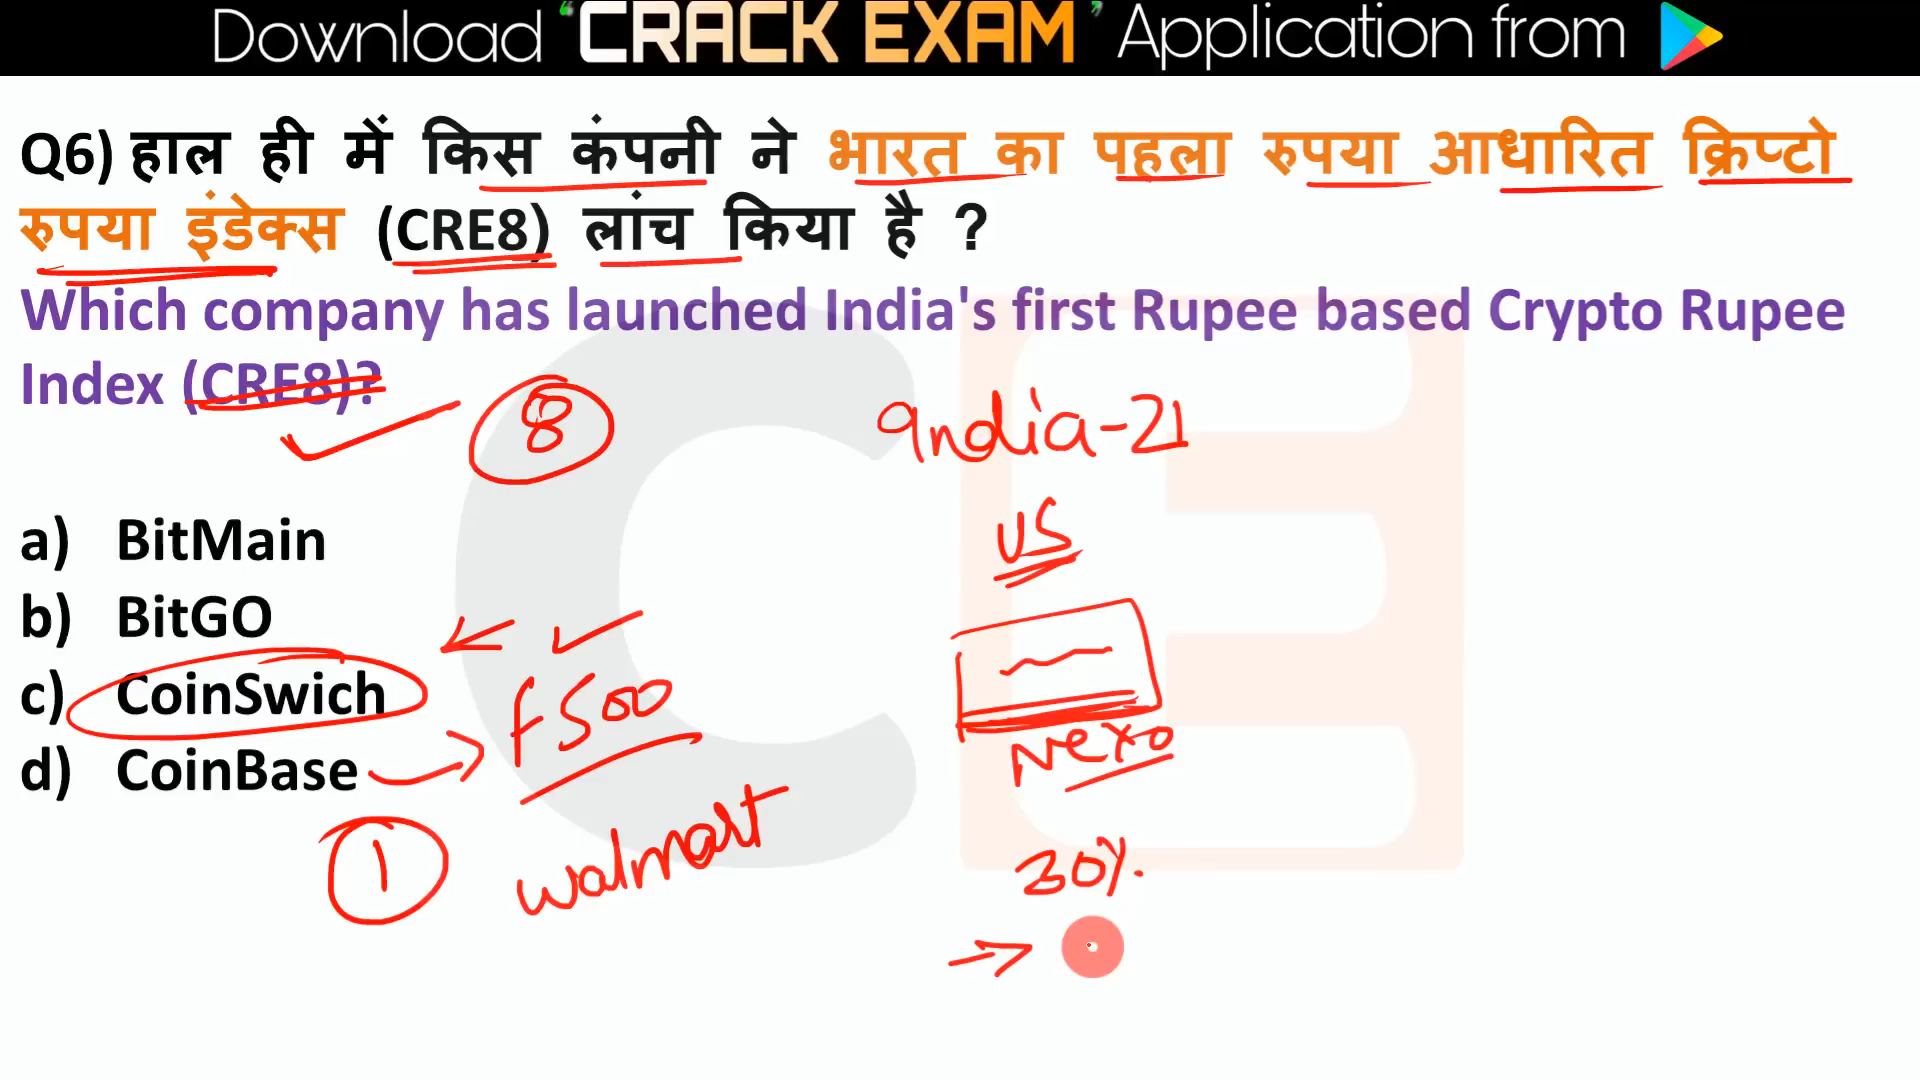 Download ‘CRACK EXAM’ Application from
Q6) हाल ही में किस कंपनी ने भारत का पहला रुपया आधारित क्रिप्टो
रुपया इंडेक्स (CRE8) लांच किया है ?
Which company has launched India's first Rupee based Crypto Rupee
Index (CRE8)?
8
India-21
US
a) BitMain
b) BitGO
c) CoinSwich
d) CoinBase
F500
Nexo
1
walmart
30%.